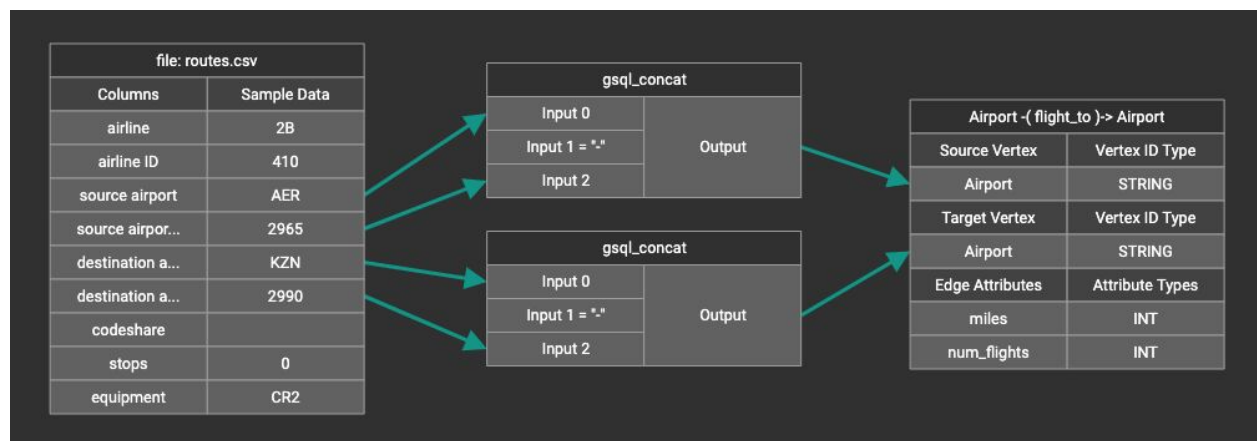 file: routes.csv
Columns Sample Data
airline 2B
airline ID 410
source airport AER
source airpor... 2965
destination a... KZN
destination a... 2990
codeshare
stops 0
equipment CR2
gsql_concat
Input 0
Input 1 = "-" Output
Input 2
gsql_concat
Input 0
Input 1 = "-" Output
Input 2
Airport -( flight_to )-> Airport
Source Vertex Vertex ID Type
Airport STRING
Target Vertex Vertex ID Type
Airport STRING
Edge Attributes Attribute Types
miles INT
num_flights INT